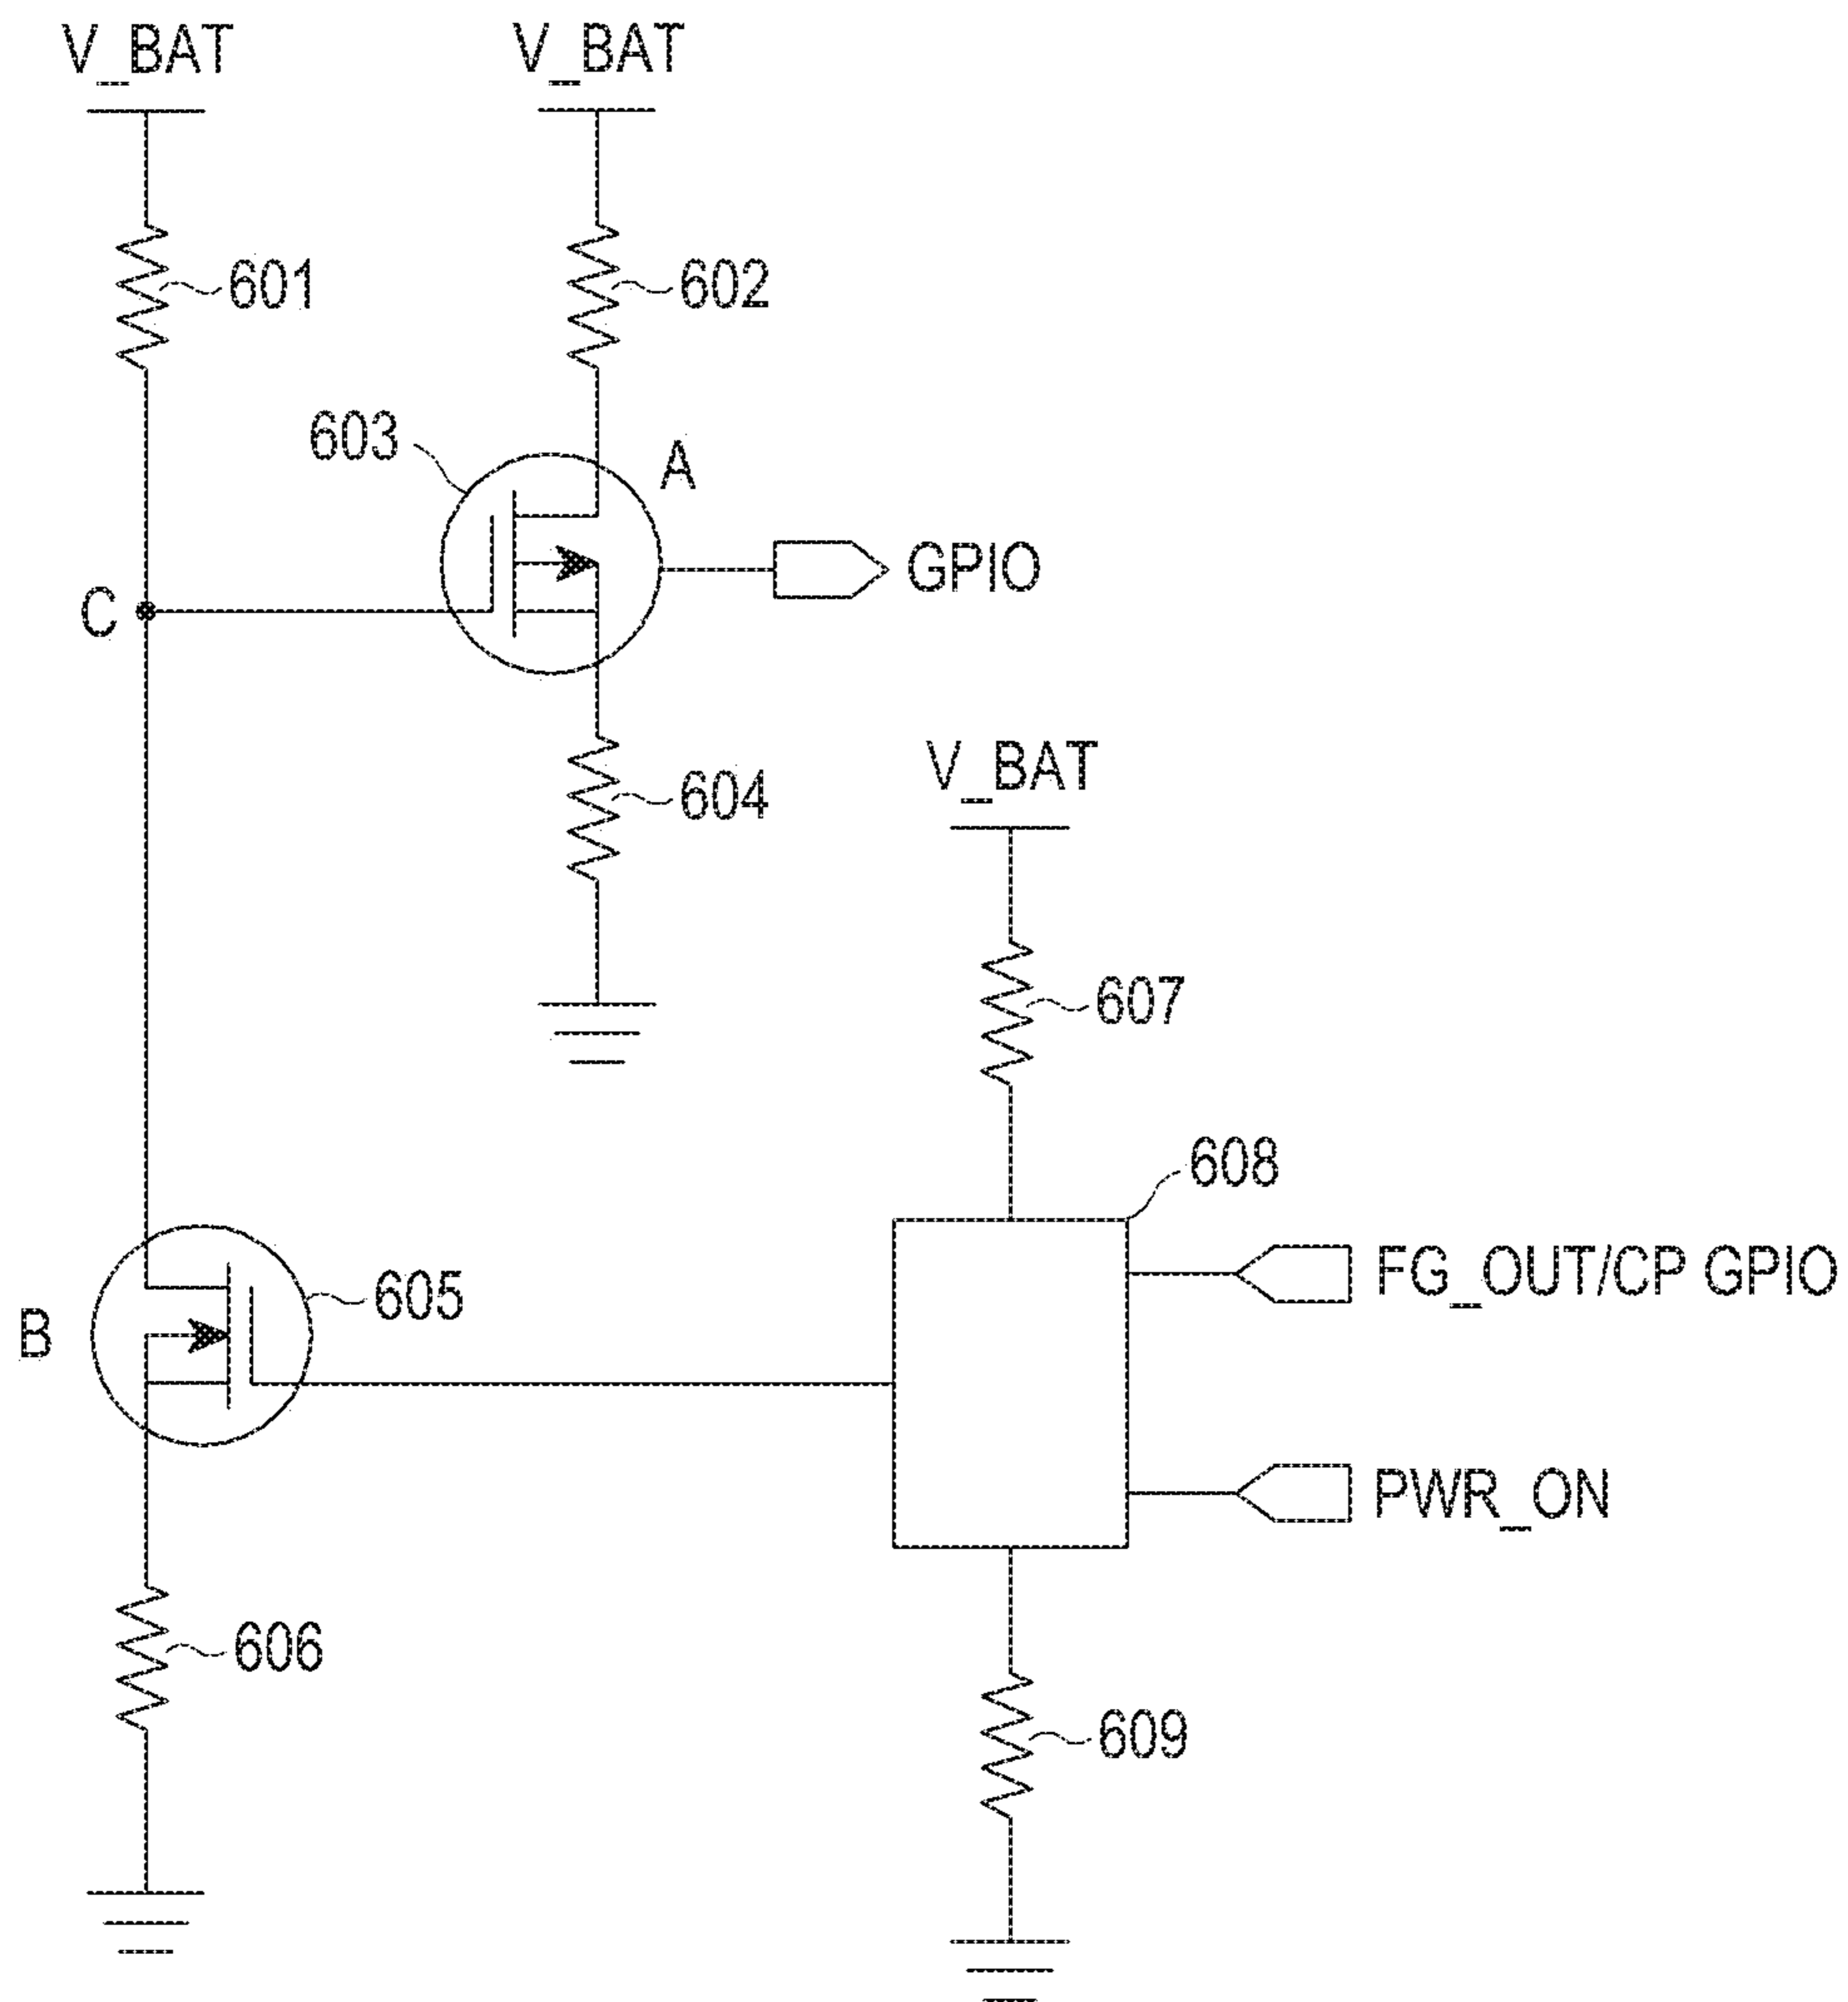 V_BAT
V_BAT
601
602
603
A
GPIO
C
604
V_BAT
607
608
FG_OUT/CP GPIO
605
B
PWR_ON
606
609